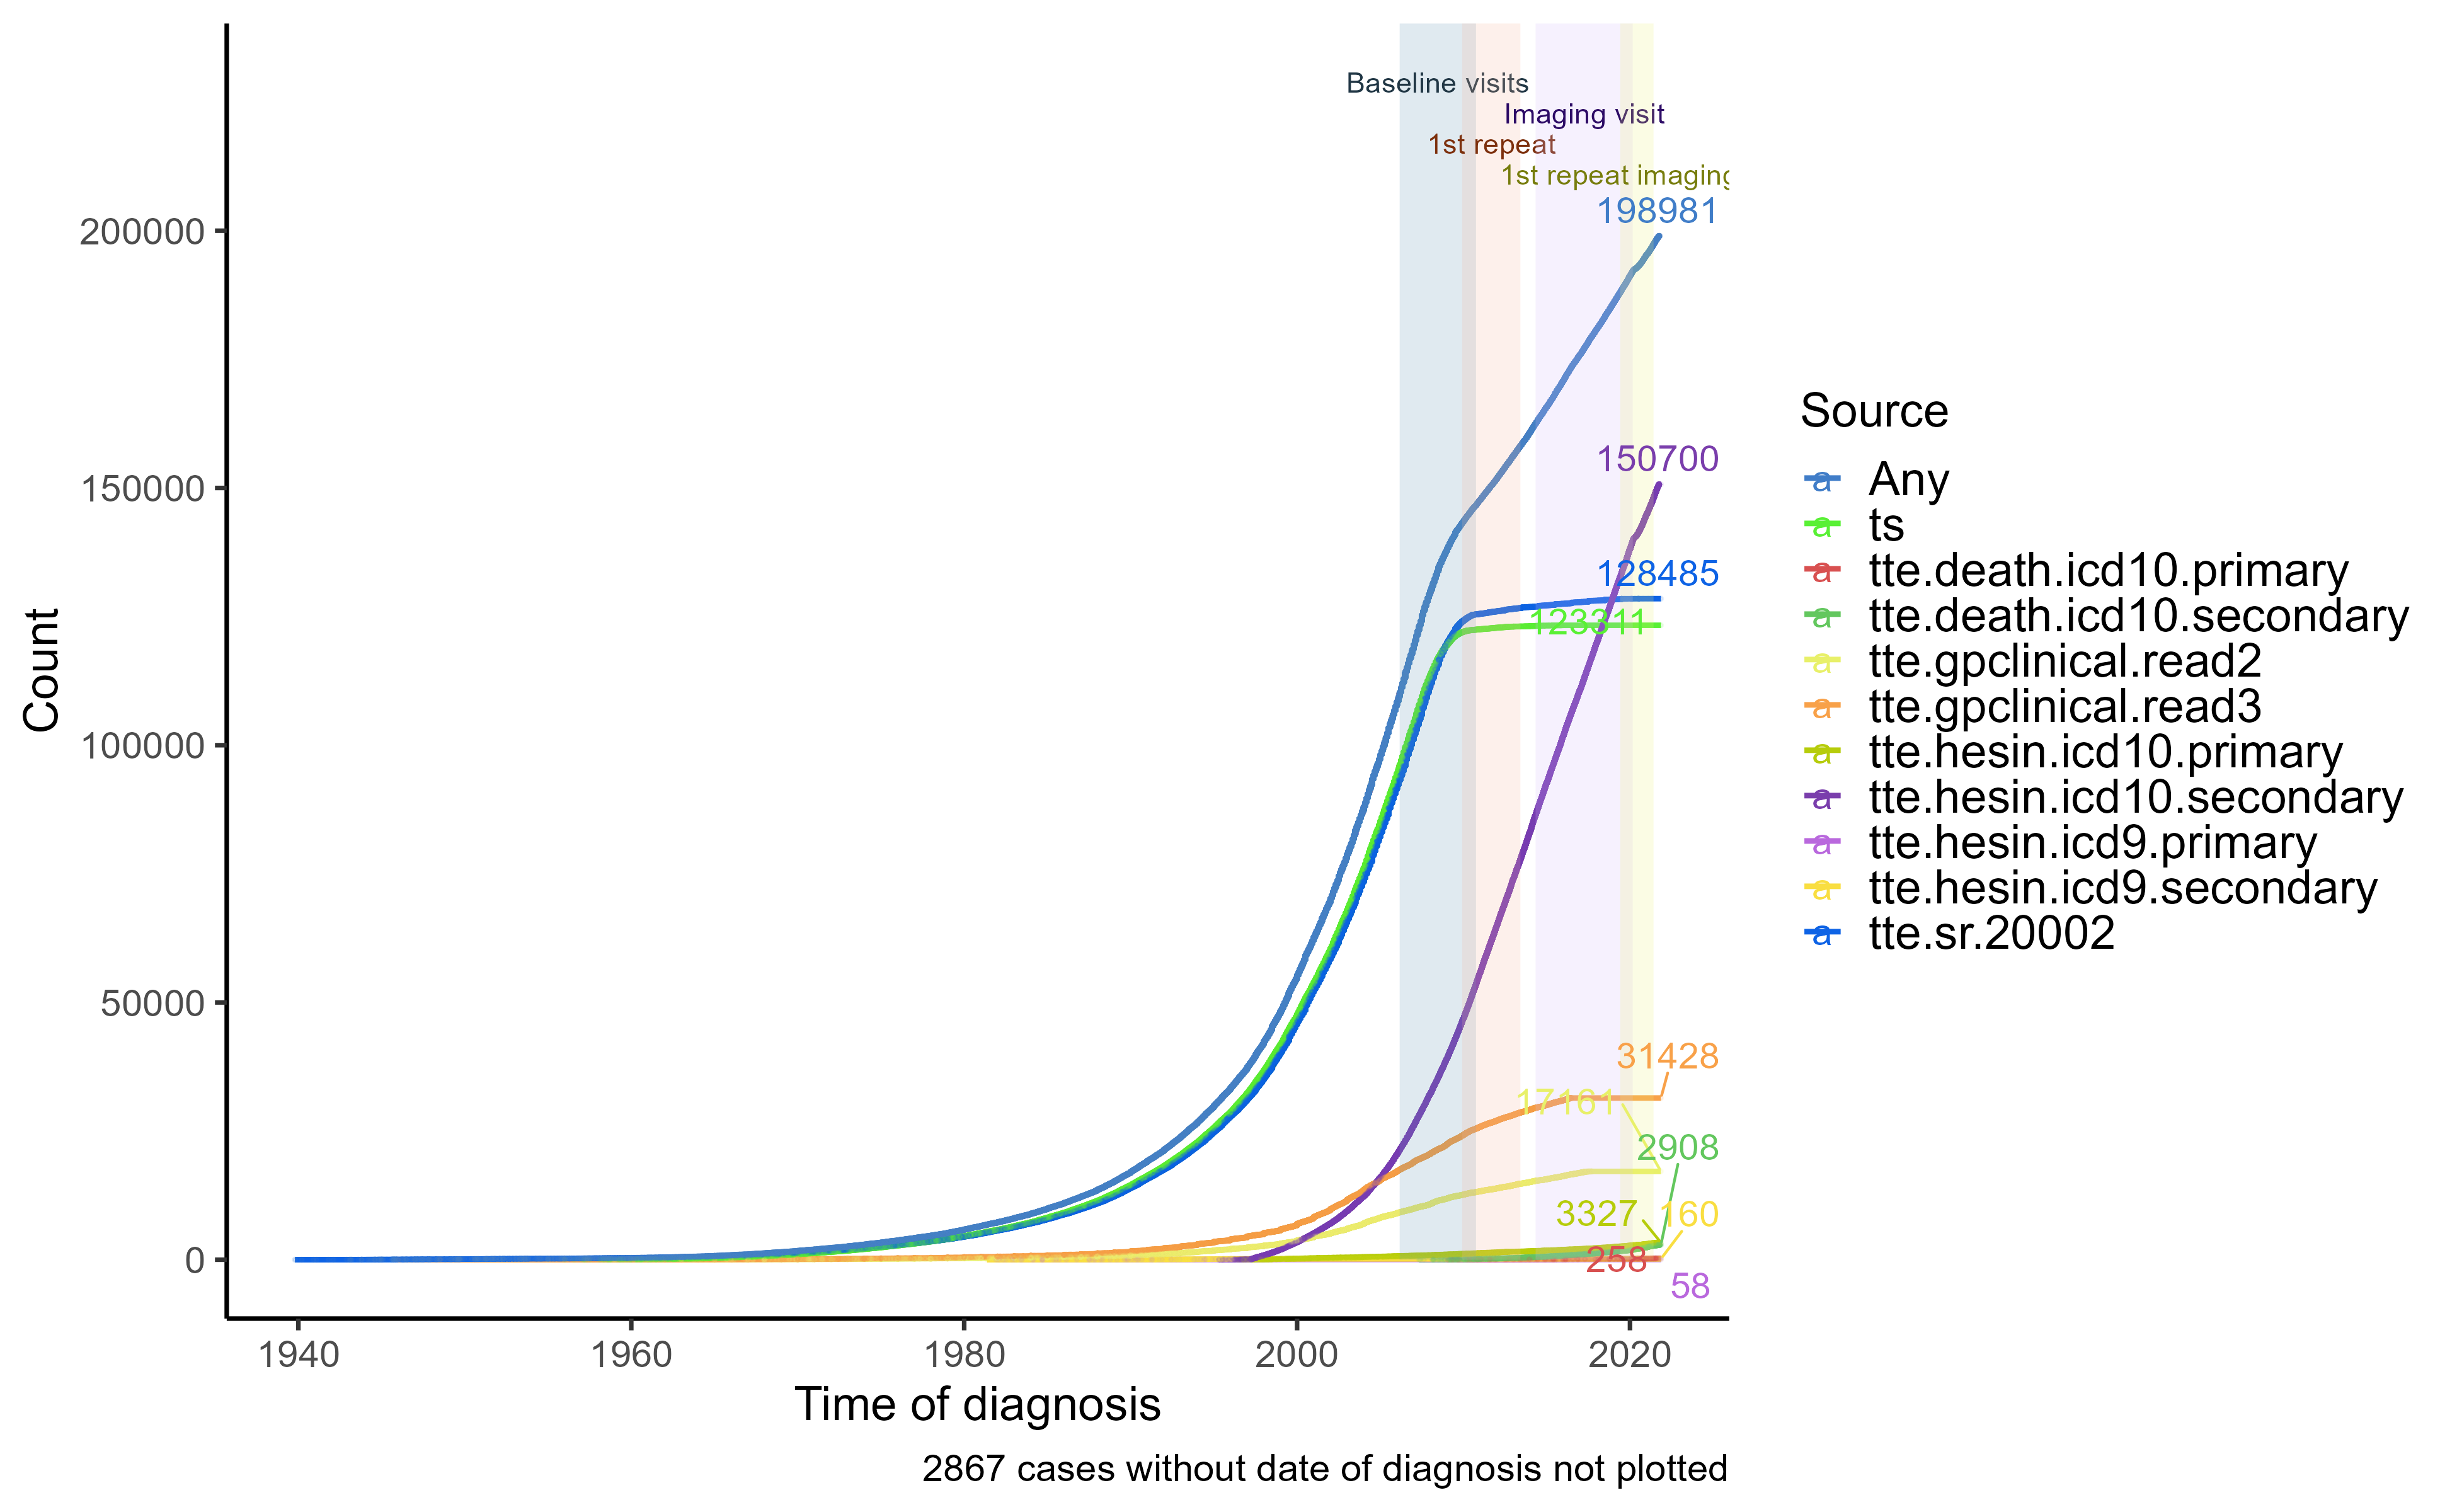 Baseline visits
Imaging visit
1st repeat
1st repeat imaging
198981
200000
150700
150000
128485
123311
100000
50000
31428
17161
2908
3327
160
258
0
58
Count
1940
1960
1980
2000
2020
Time of diagnosis
2867 cases without date of diagnosis not plotted
Source
a Any
a ts
a tte.death.icd10.primary
a tte.death.icd10.secondary
a tte.gpclinical.read2
a tte.gpclinical.read3
a tte.hesin.icd10.primary
a tte.hesin.icd10.secondary
a tte.hesin.icd9.primary
a tte.hesin.icd9.secondary
a tte.sr.20002